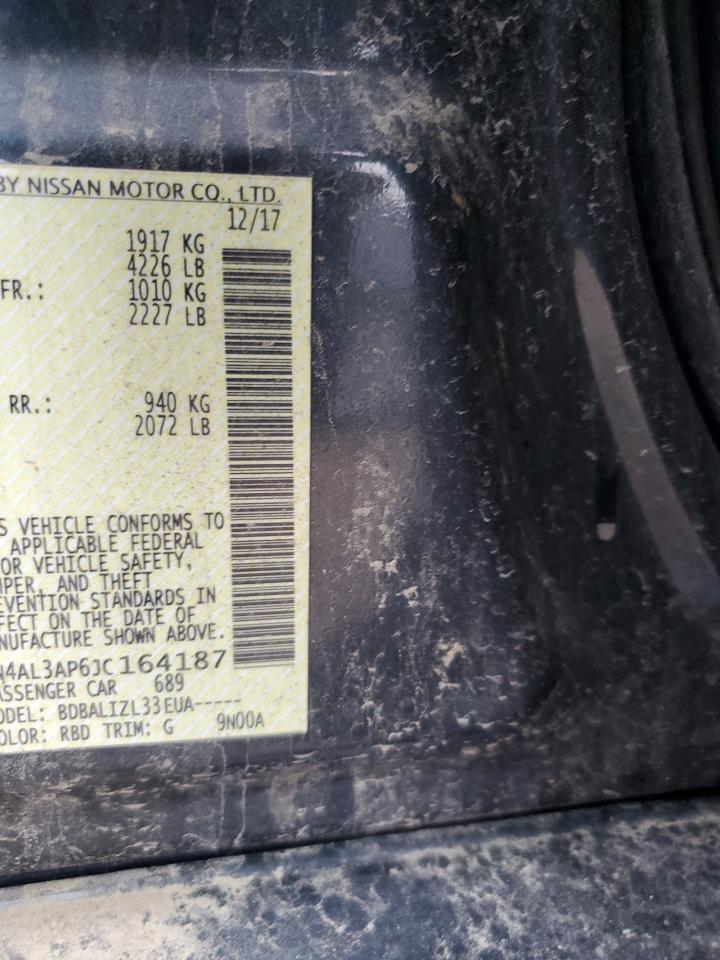 BY NISSAN MOTOR CO., LTD.
12/17
1917 KG
4226 LB
FR.: 1010 KG
2227 LB
RR.: 940 KG
2072 LB
S VEHICLE CONFORMS TO
APPLICABLE FEDERAL
OR VEHICLE SAFETY,
MPER, AND THEFT
EVENTION STANDARDS IN
FECT ON THE DATE OF
NUFACTURE SHOWN ABOVE.
N4AL3AP6JC164187
ASSENGER CAR 689
ODEL: BDBALIZL33EUA-----
OLOR: RBD TRIM: G 9N00A